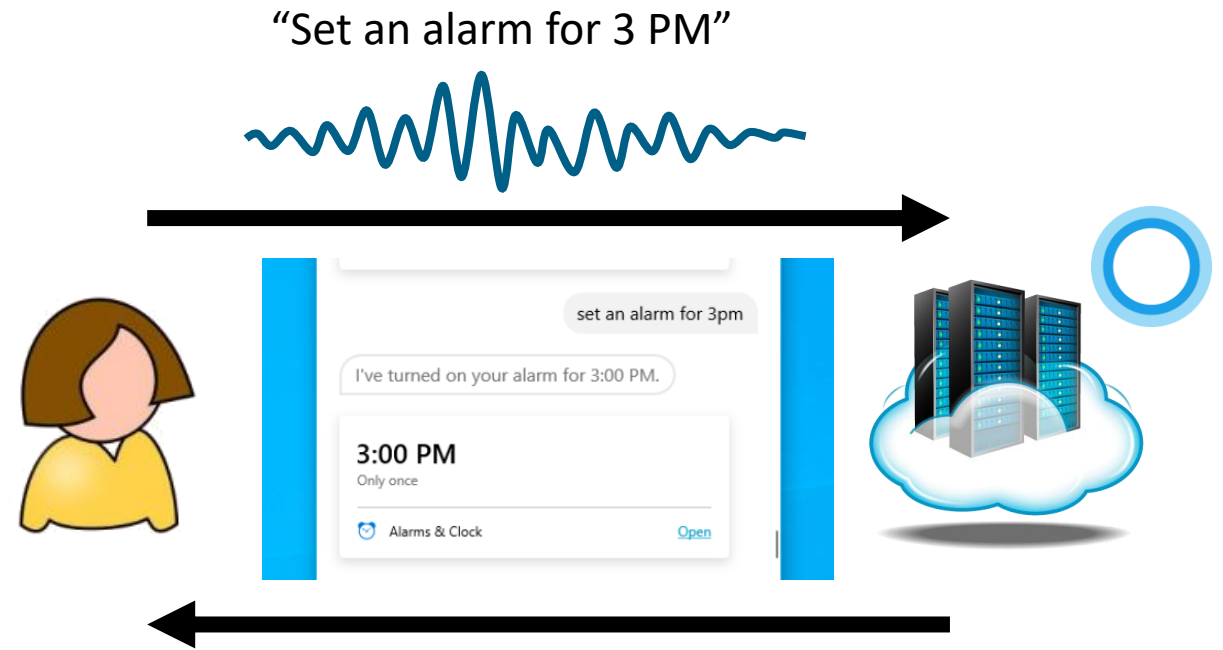 “Set an alarm for 3 PM”
set an alarm for 3pm
I've turned on your alarm for 3:00 PM.
3:00 PM
Only once
Alarms & Clock
Open